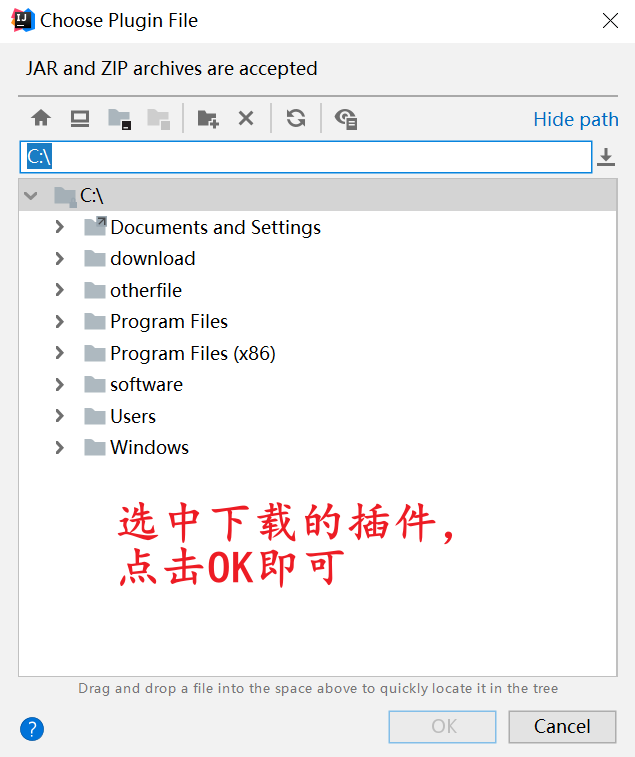 Choose Plugin File
JAR and ZIP archives are accepted
Hide path
C:\
C:\
Documents and Settings
download
otherfile
Program Files
Program Files (x86)
software
Users
Windows
选中下载的插件，
点击OK即可
Drag and drop a file into the space above to quickly locate it in the tree
?
OK
Cancel